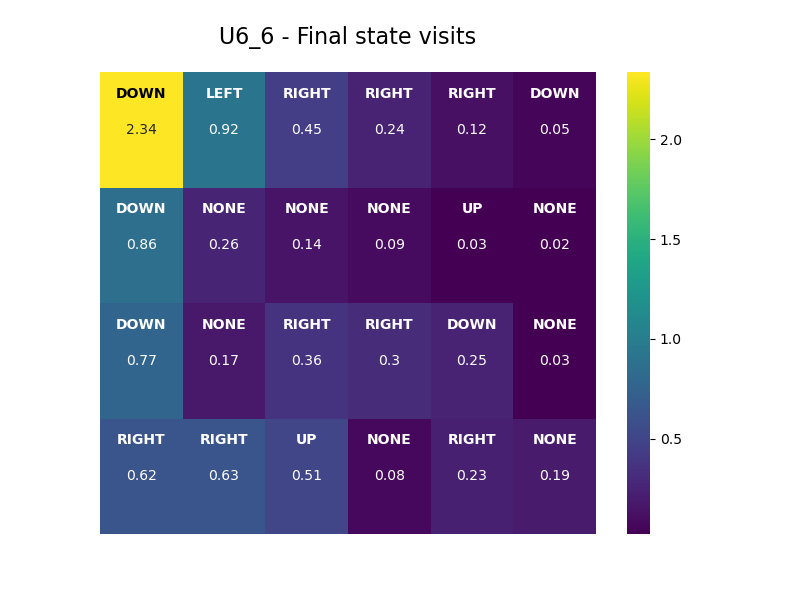 U6_6 - Final state visits
DOWN LEFT RIGHT RIGHT RIGHT DOWN
2.34 0.92 0.45 0.24 0.12 0.05
DOWN NONE NONE NONE UP NONE
0.86 0.26 0.14 0.09 0.03 0.02
DOWN NONE RIGHT RIGHT DOWN NONE
0.77 0.17 0.36 0.3 0.25 0.03
RIGHT RIGHT UP NONE RIGHT NONE
0.62 0.63 0.51 0.08 0.23 0.19
2.0
1.5
1.0
0.5